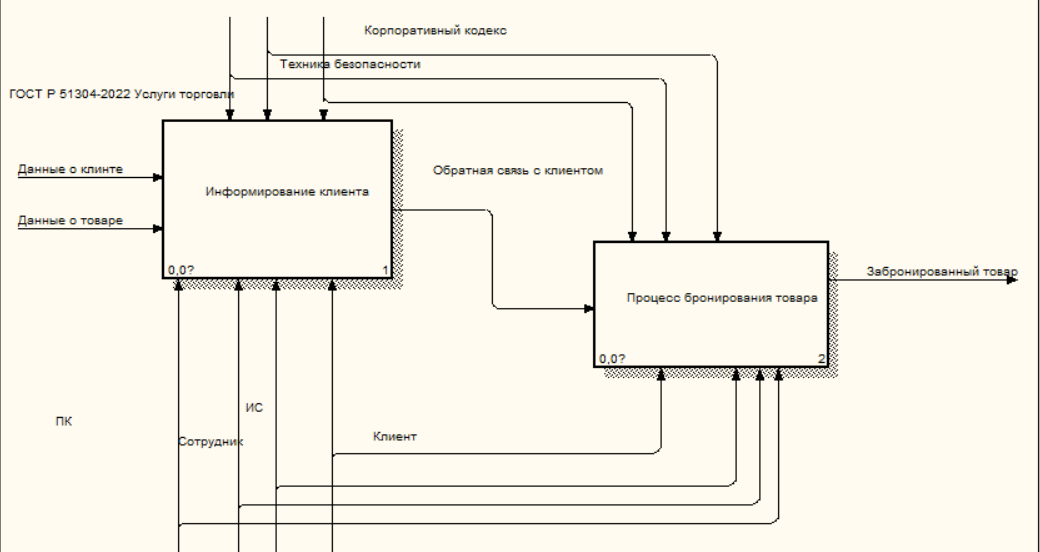 Корпоративный кодекс
Техника безопасности
ГОСТ Р 51304-2022 Услуги торговли
Данные о клинте
Обратная связь с клиентом
Информирование клиента
Данные о товаре
0,0?
1
Забронированный товар
Процесс бронирования товара
0,0?
2
ИС
ПК
Сотрудник
Клиент